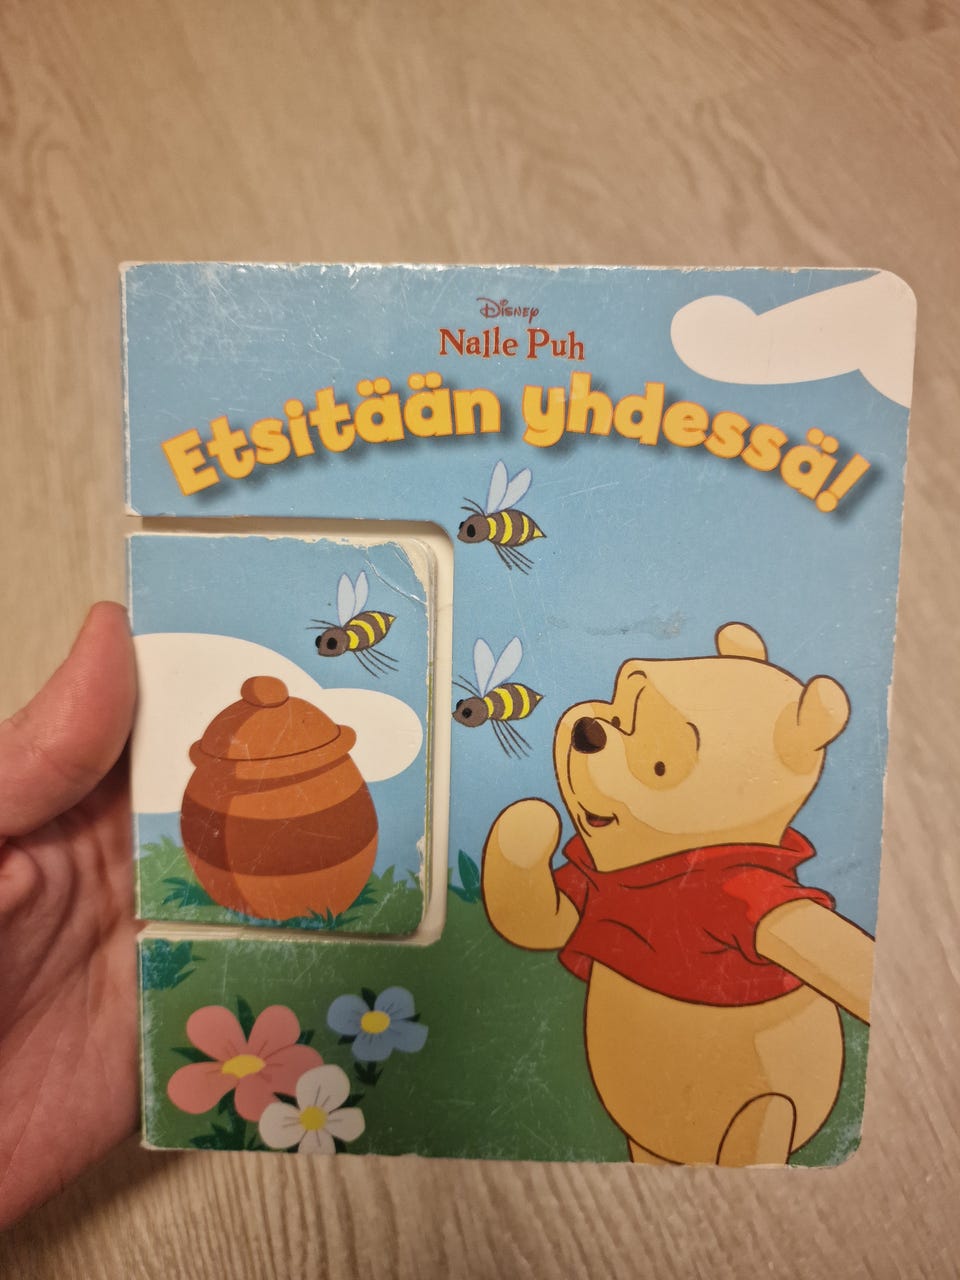 Disney
Nalle Puh
Etsitään yhdessä!